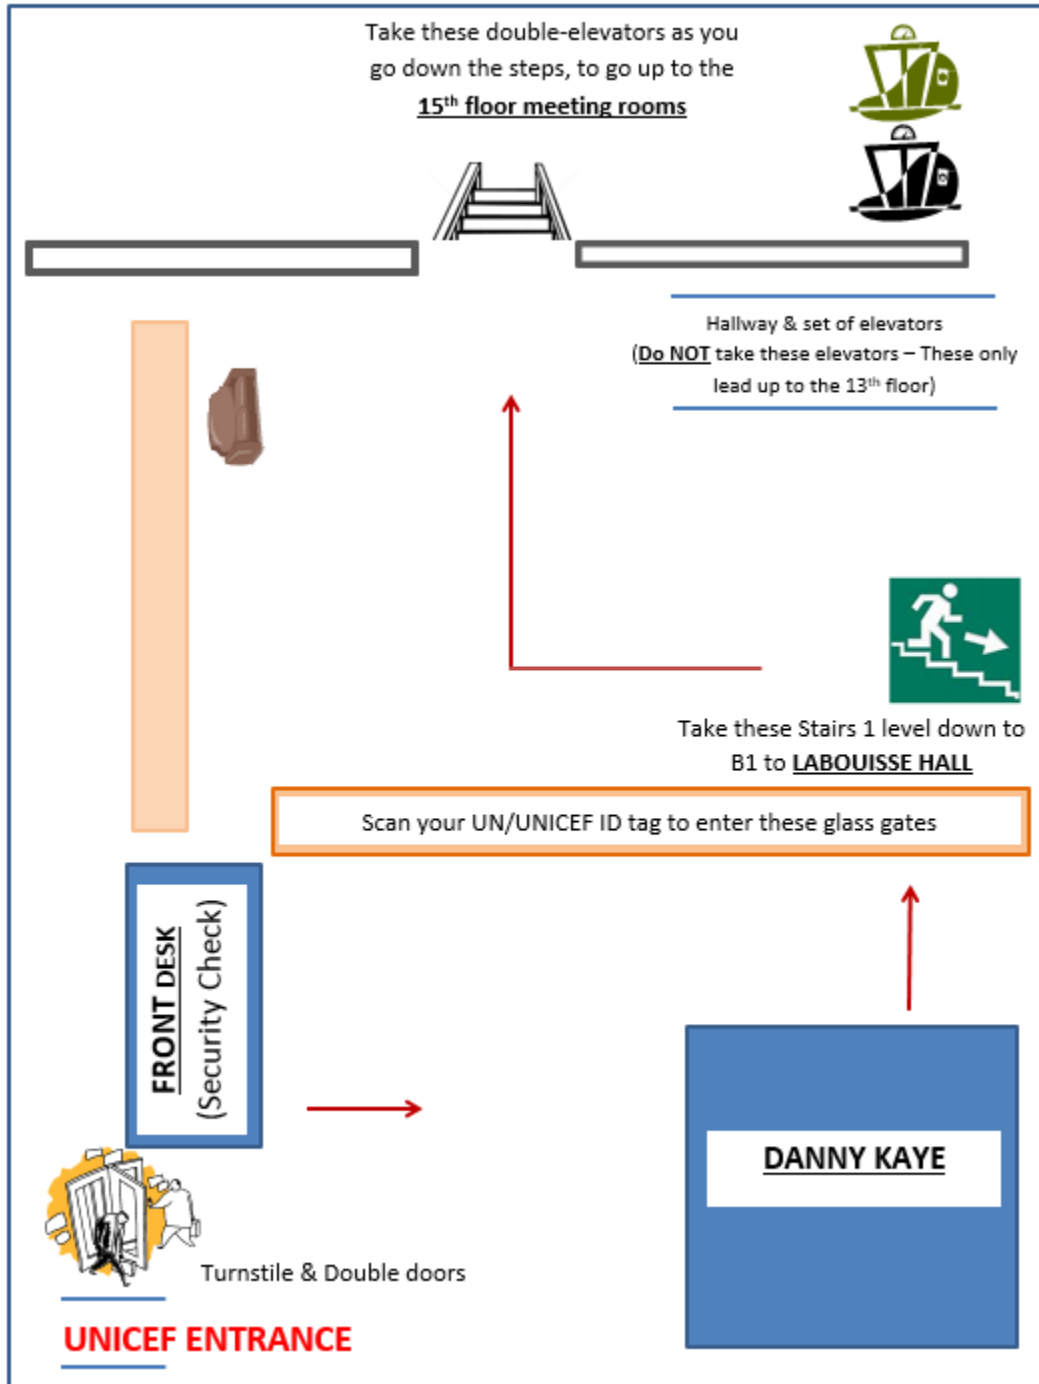 Take these double-elevators as you
go down the steps, to go up to the
15th floor meeting rooms
Hallway & set of elevators
(Do NOT take these elevators – These only
lead up to the 13th floor)
Take these Stairs 1 level down to
B1 to LABOUISSE HALL
Scan your UN/UNICEF ID tag to enter these glass gates
FRONT DESK
(Security Check)
DANNY KAYE
Turnstile & Double doors
UNICEF ENTRANCE